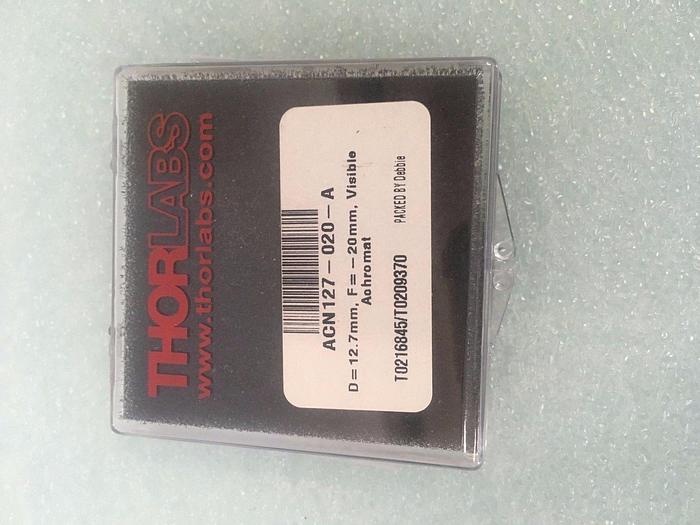 THORLABS
www.thorlabs.com
ACN127-020-A
D=12.7mm, F=-20mm, Visible
Achromat
T0216845/T0209370 PACKED BY Debbie